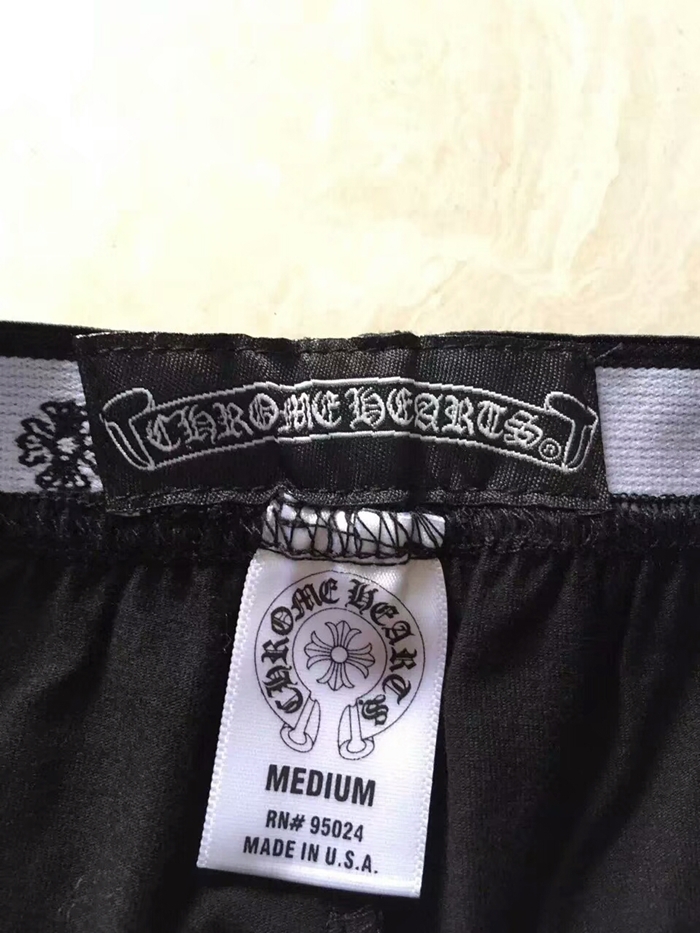 CHROME HEARTS®
CHROME HEARTS
MEDIUM
RN# 95024
MADE IN U.S.A.